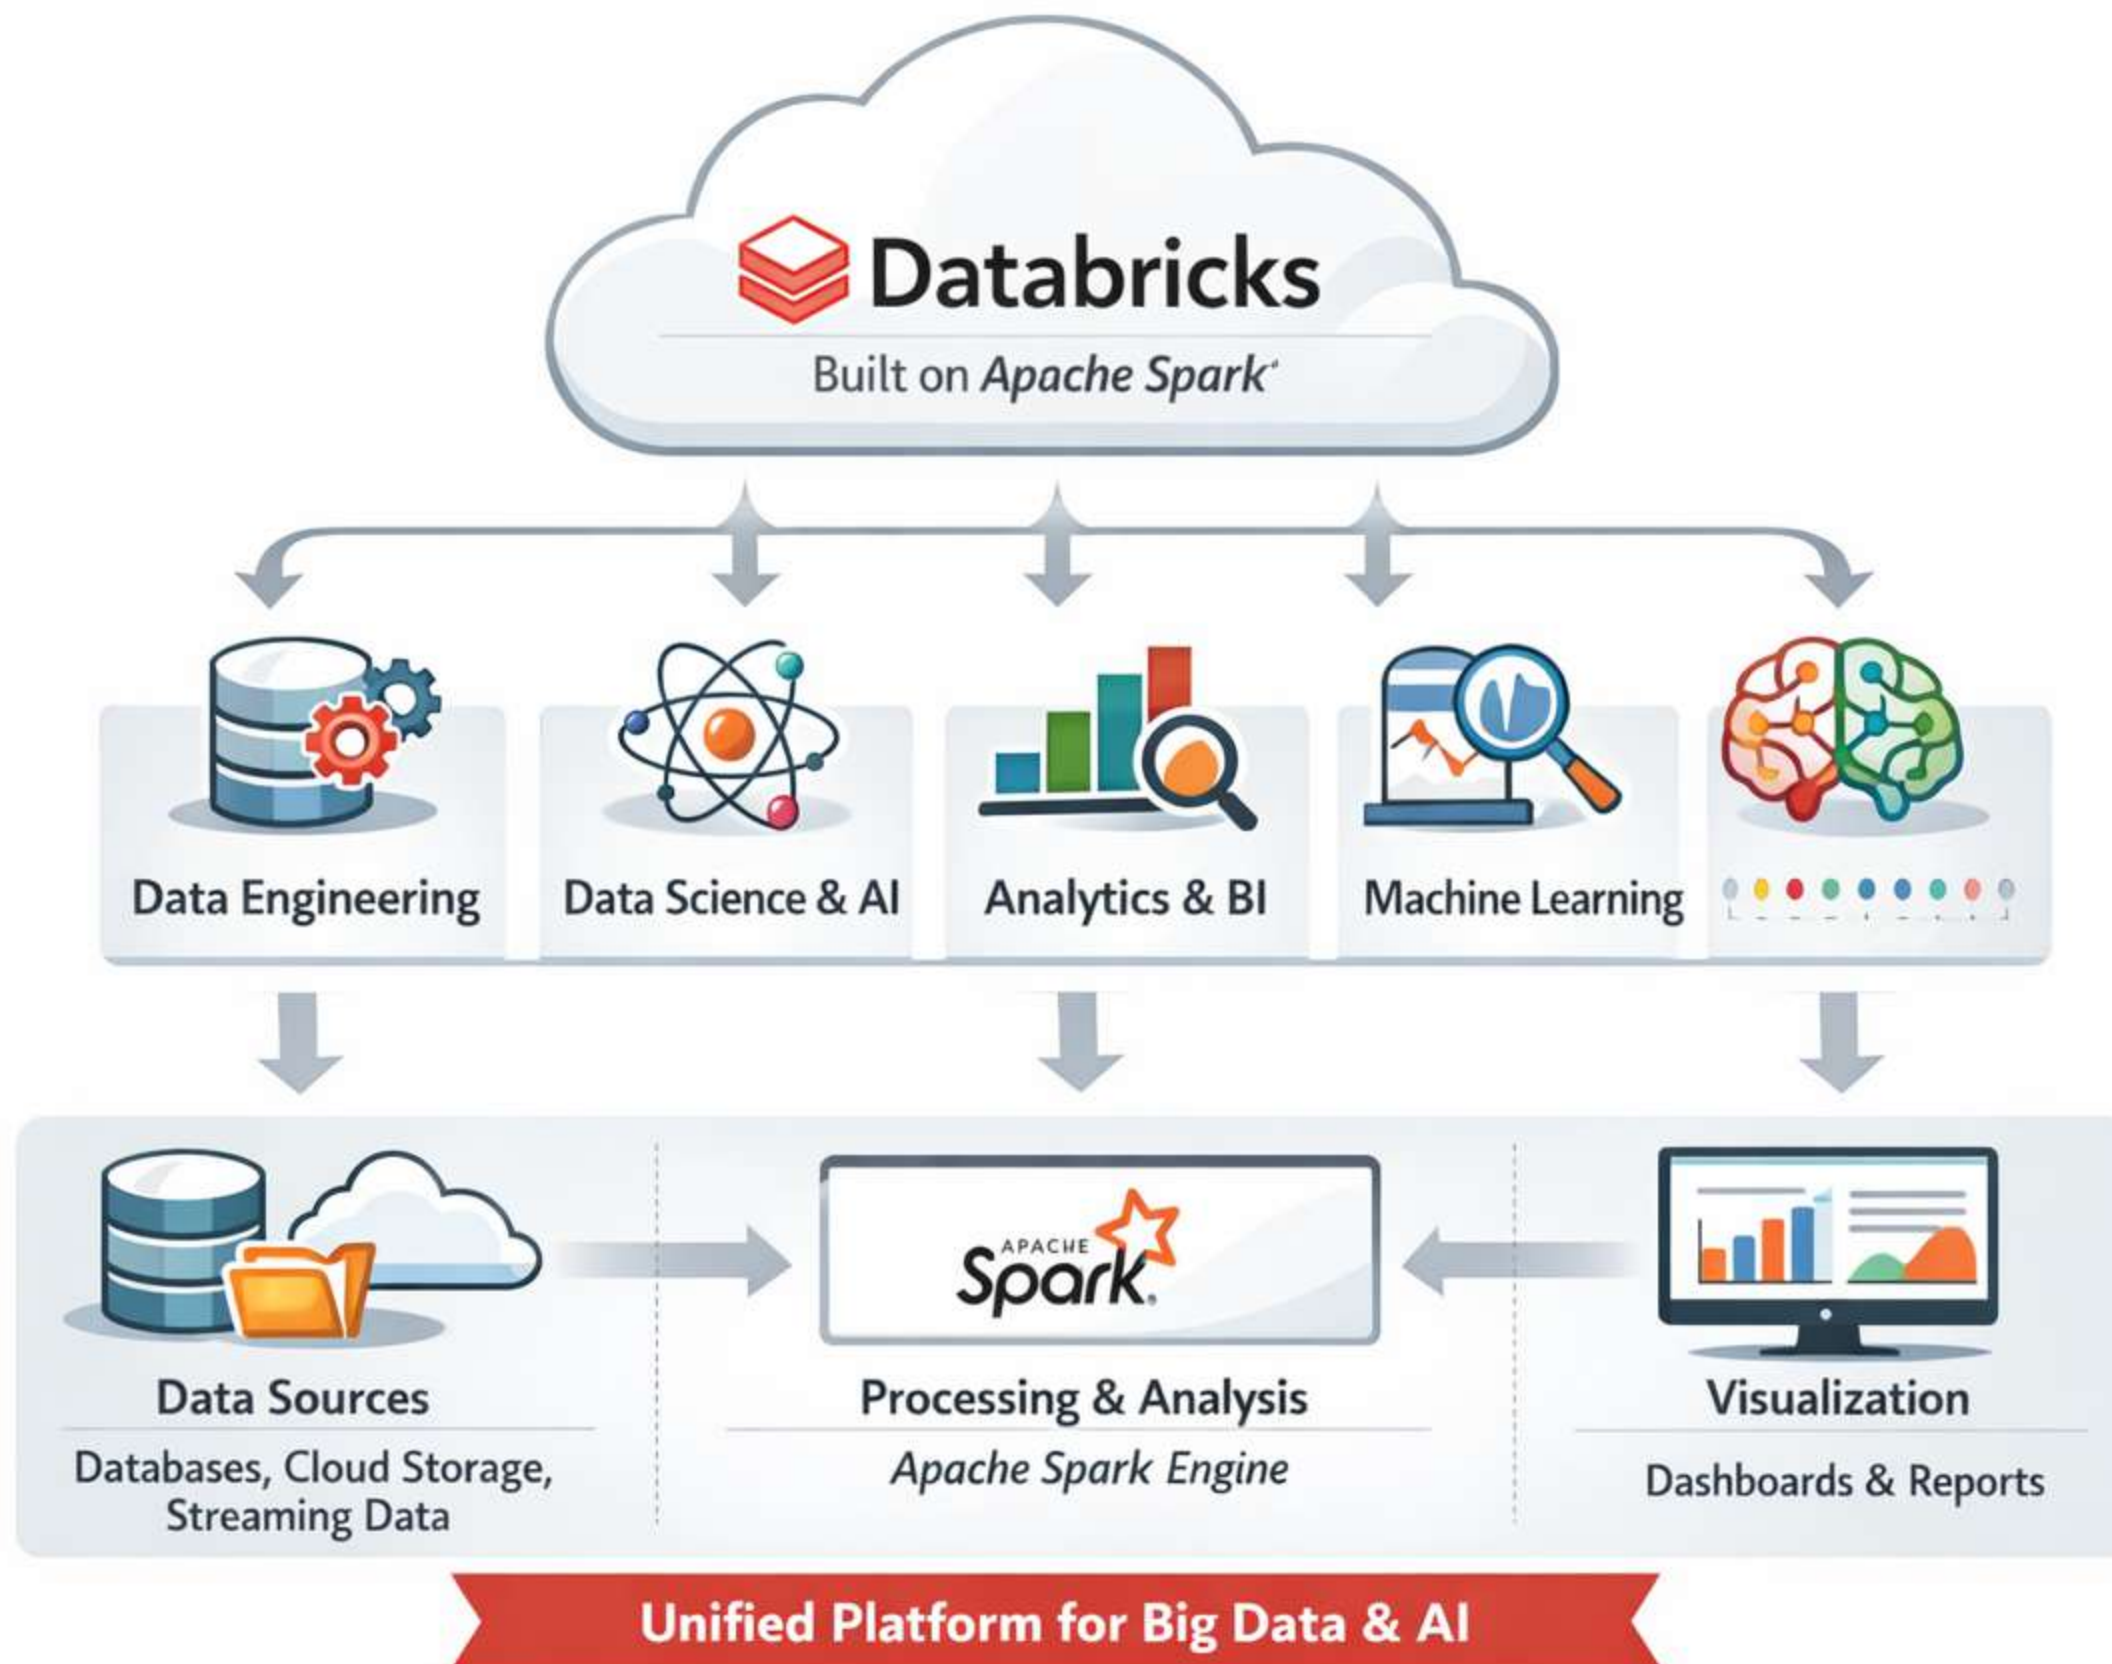 Databricks
Built on Apache Spark
Data Engineering
Data Science & AI
Analytics & BI
Machine Learning
APACHE
Spark
Data Sources
Databases, Cloud Storage,
Streaming Data
Processing & Analysis
Apache Spark Engine
Visualization
Dashboards & Reports
Unified Platform for Big Data & AI